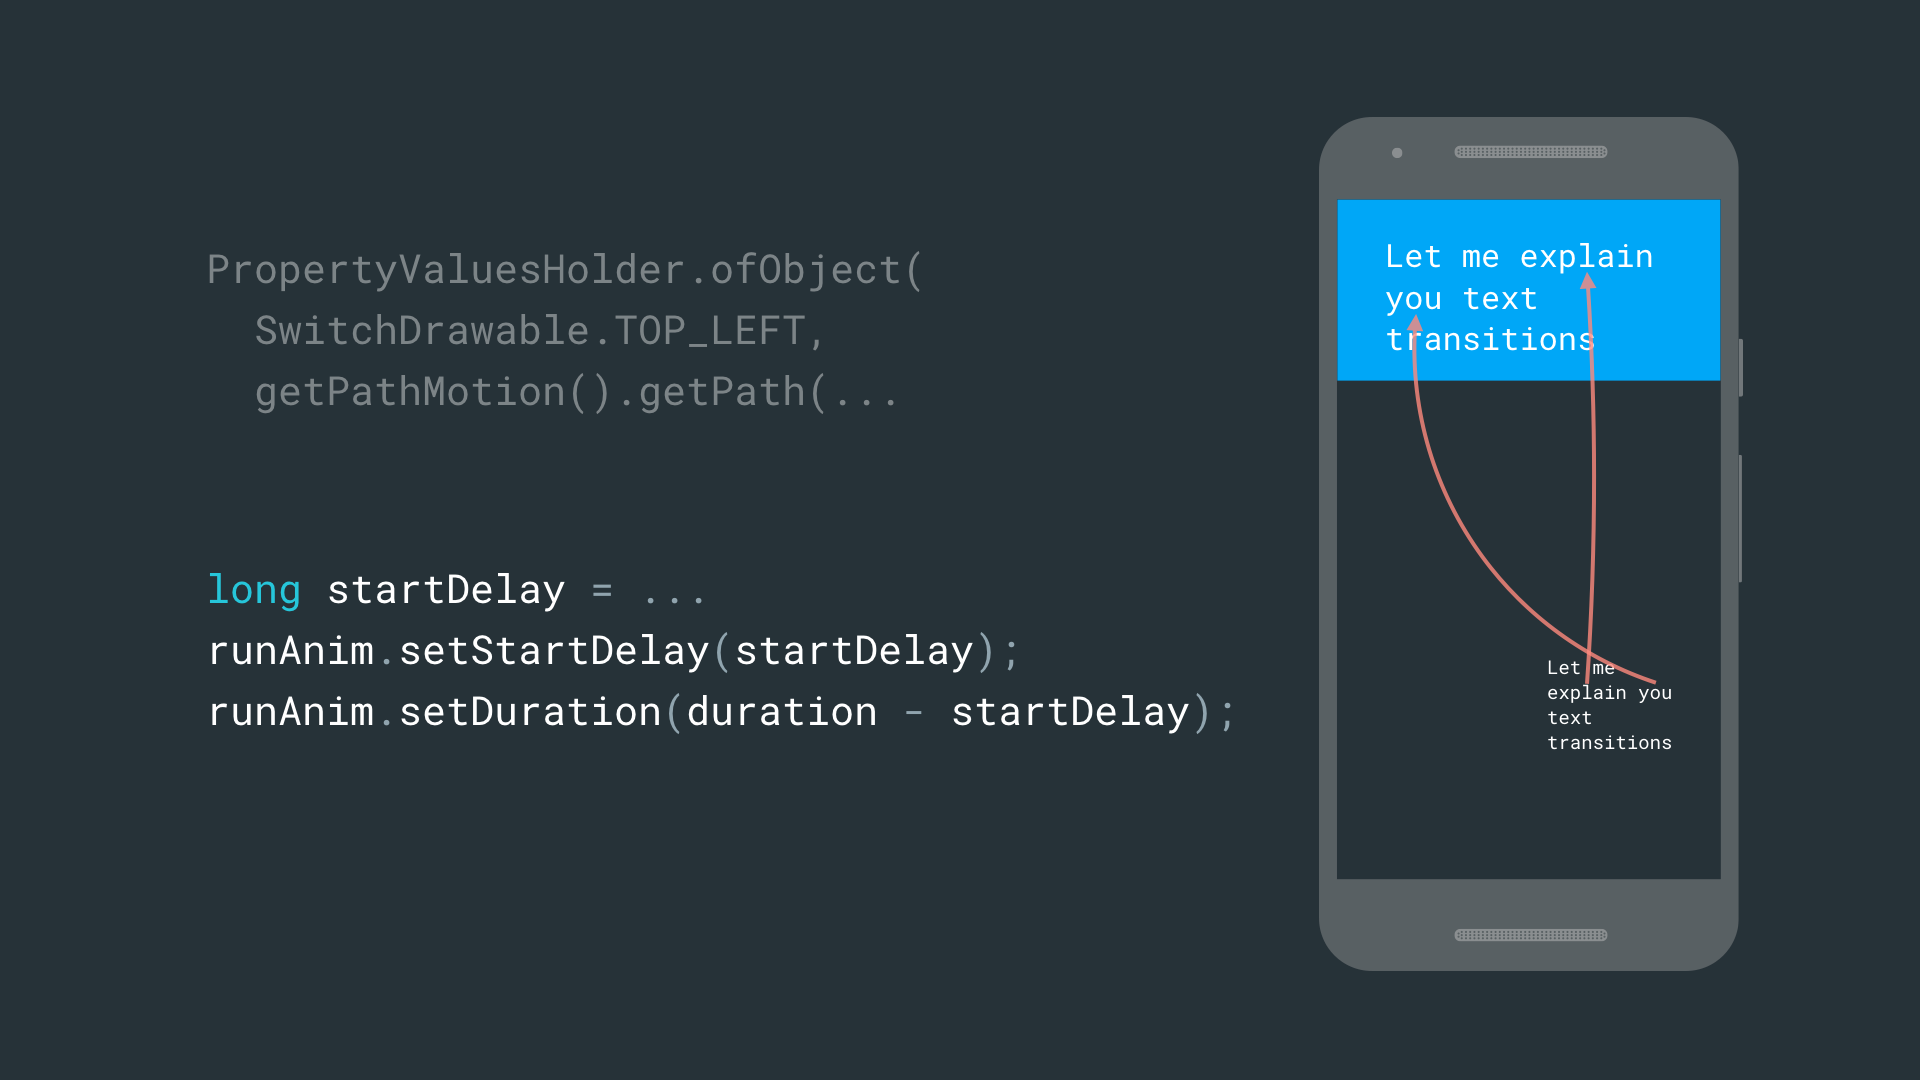 PropertyValuesHolder.ofObject(
  SwitchDrawable.TOP_LEFT,
  getPathMotion().getPath(...
long startDelay = ...
runAnim.setStartDelay(startDelay);
runAnim.setDuration(duration - startDelay);
Let me explain
you text
transitions
Let me
explain you
text
transitions